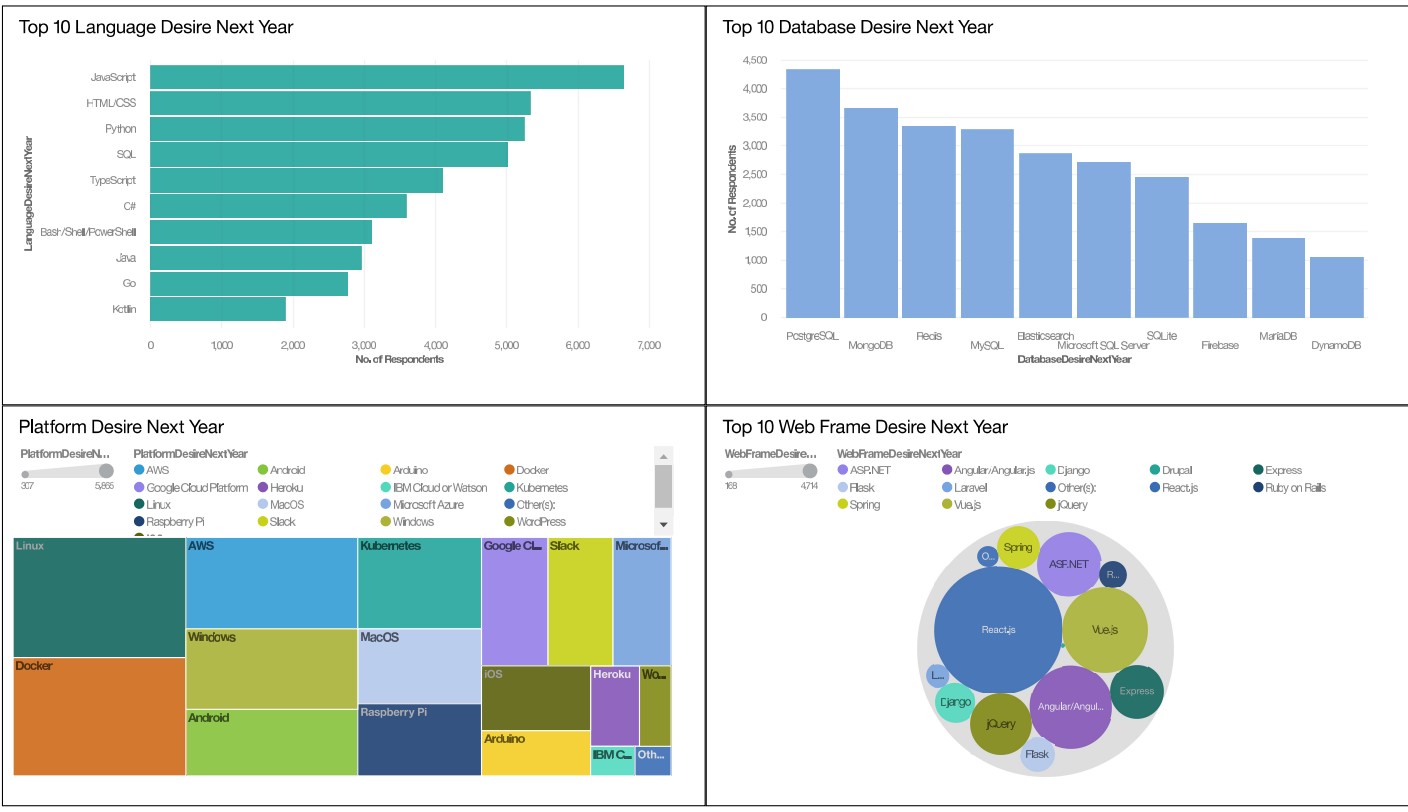 Top 10 Language Desire Next Year
LanguageDesireNextYear
JavaScript
HTML/CSS
Python
SQL
TypeScript
C#
Bash/Shell/PowerShell
Java
Go
Kotlin
0 1,000 2,000 3,000 4,000 5,000 6,000 7,000
No. of Respondents
Top 10 Database Desire Next Year
No. of Respondents
4,500
4,000
3,500
3,000
2,500
2,000
1,500
1,000
500
0
PostgreSQL MongoDB Redis MySQL Elasticsearch Microsoft SQL Server SQLite Firebase MariaDB DynamoDB
DatabaseDesireNextYear
Platform Desire Next Year
PlatformDesireN... PlatformDesireNextYear
307 5,865
AWS Android Arduino Docker
Google Cloud Platform Heroku IBM Cloud or Watson Kubernetes
Linux MacOS Microsoft Azure Other(s):
Raspberry Pi Slack Windows WordPress
Linux AWS Kubernetes Google Cl... Slack Microsof...
Windows MacOS
Docker iOS Heroku Wo...
Android Raspberry Pi
Arduino IBM C... Oth...
Top 10 Web Frame Desire Next Year
WebFrameDesire... WebFrameDesireNextYear
168 4,714
ASP.NET Angular/Angular.js Django Drupal Express
Flask Laravel Other(s): React.js Ruby on Rails
Spring Vue.js jQuery
O... Spring ASP.NET R...
React.js Vue.js
L... Django jQuery Angular/Angul... Express
Flask